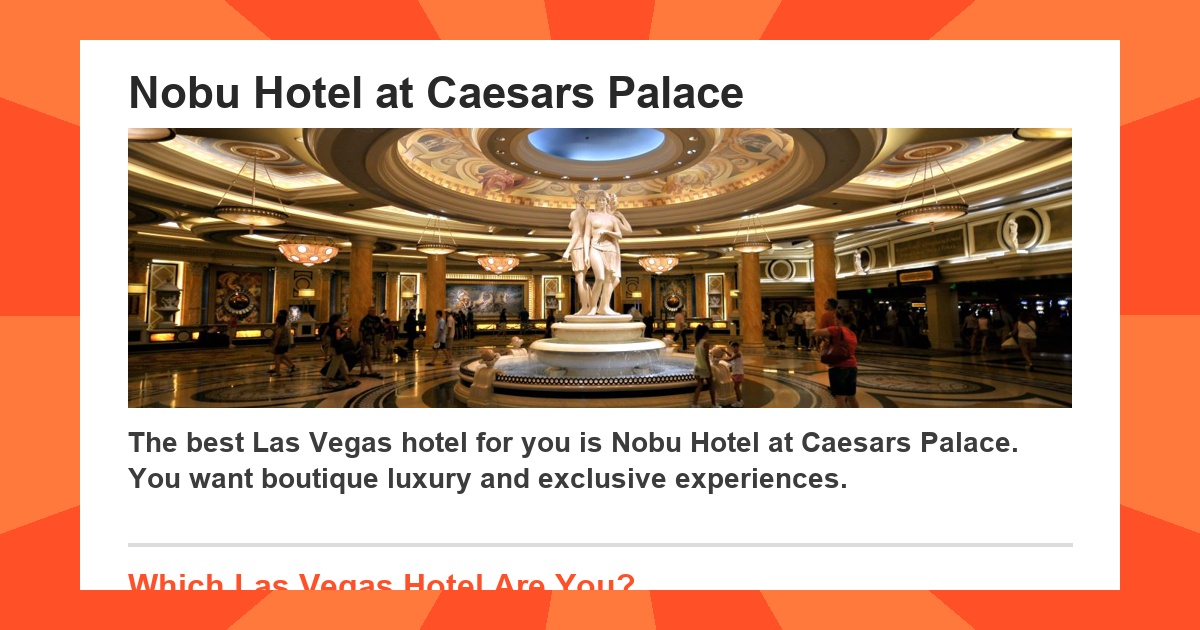 Nobu Hotel at Caesars Palace
The best Las Vegas hotel for you is Nobu Hotel at Caesars Palace.
You want boutique luxury and exclusive experiences.
Which Las Vegas Hotel Are You?